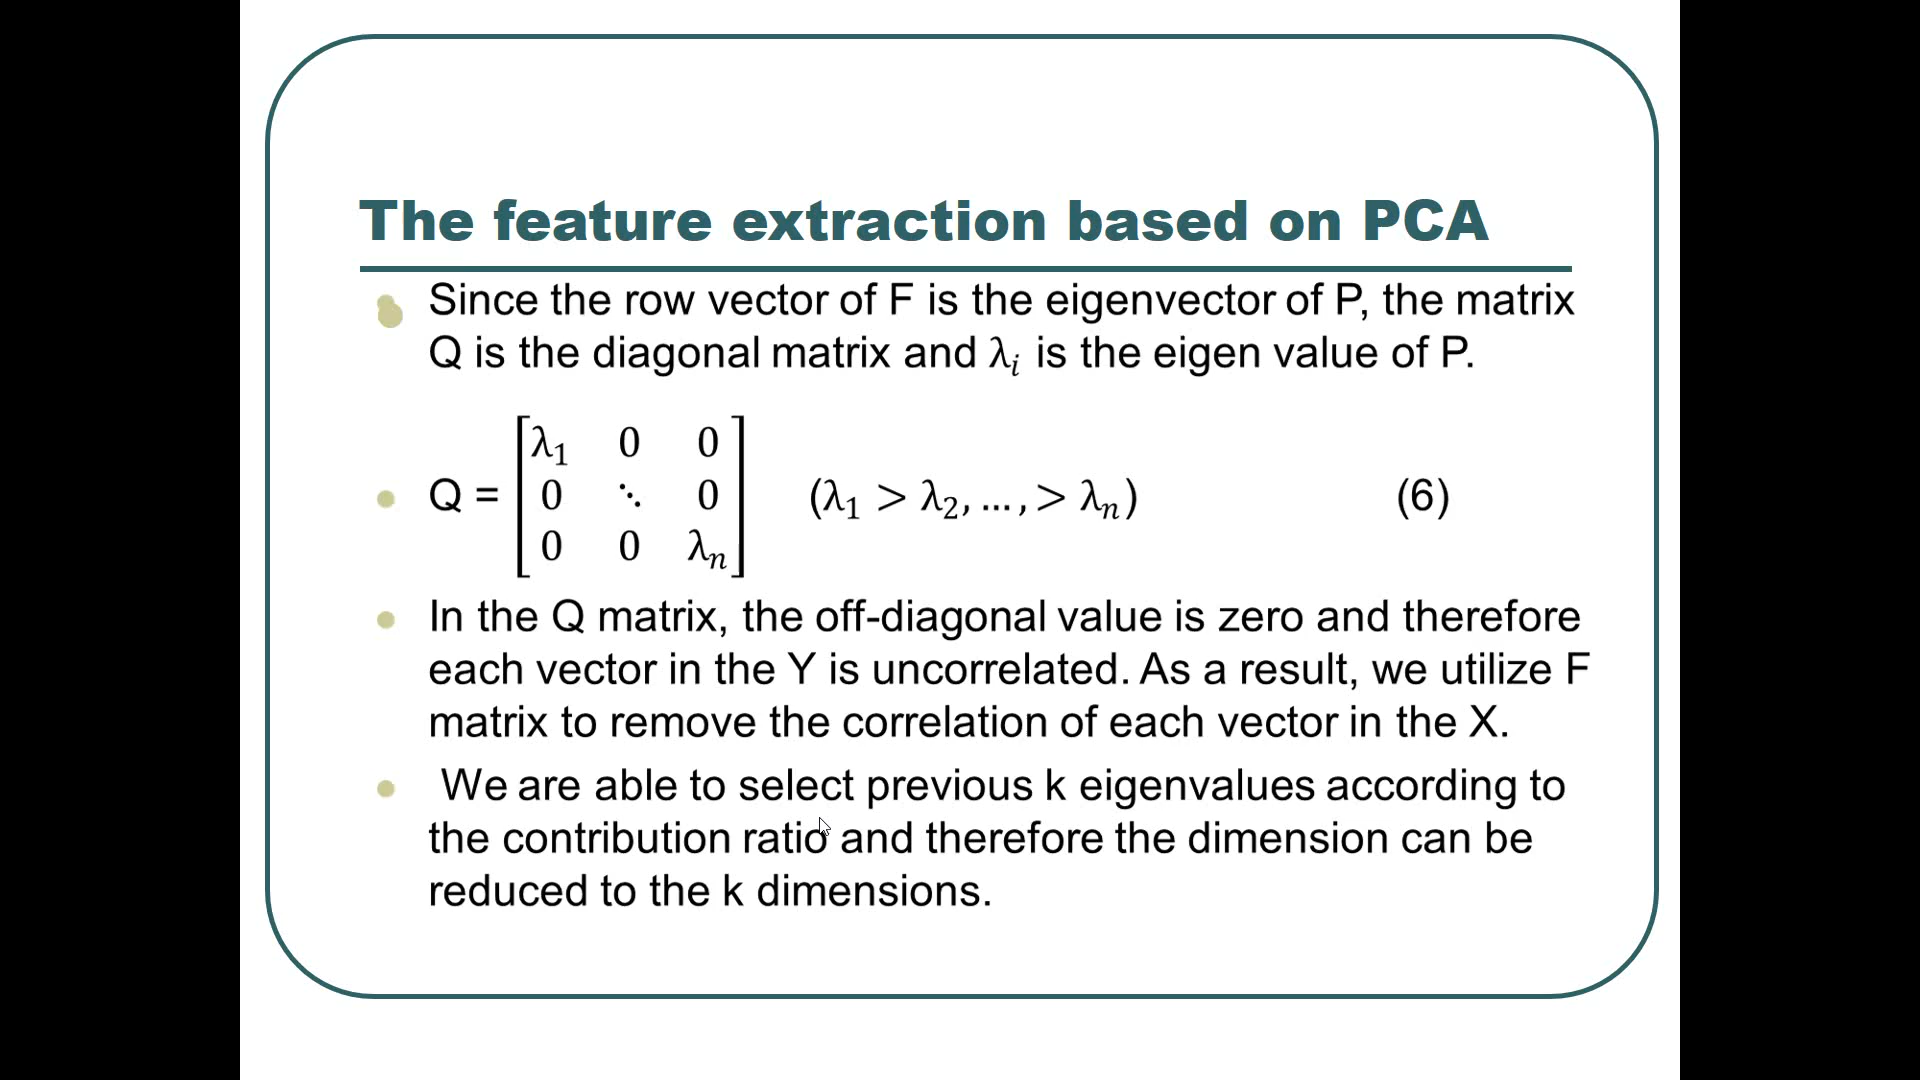 The feature extraction based on PCA
Since the row vector of F is the eigenvector of P, the matrix
Q is the diagonal matrix and λᵢ is the eigen value of P.
Q = [λ₁ 0 0
0 ⋱ 0
0 0 λₙ] (λ₁ > λ₂, …, > λₙ) (6)
In the Q matrix, the off-diagonal value is zero and therefore
each vector in the Y is uncorrelated. As a result, we utilize F
matrix to remove the correlation of each vector in the X.
We are able to select previous k eigenvalues according to
the contribution ratio and therefore the dimension can be
reduced to the k dimensions.